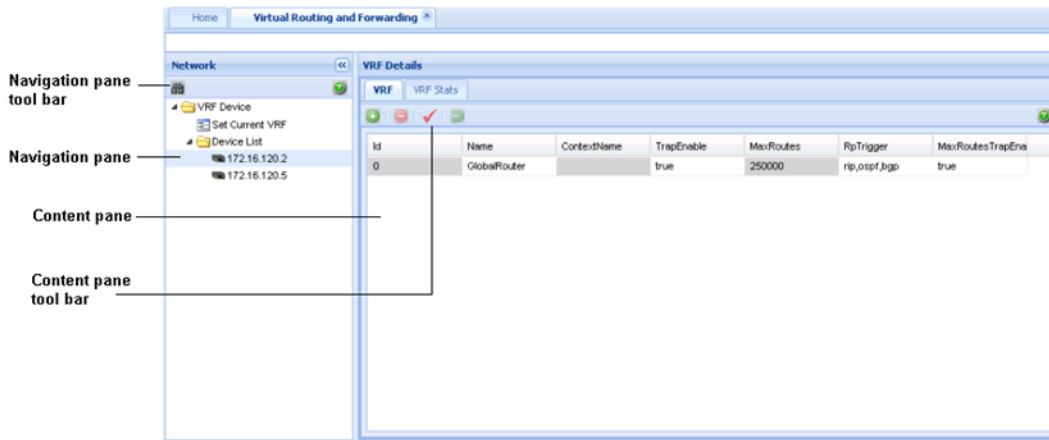 Home Virtual Routing and Forwarding
Network
VRF Details
Navigation pane
tool bar
VRF VRF Stats
VRF Device
Set Current VRF
Device List
Id Name ContextName TrapEnable MaxRoutes RpTrigger MaxRoutesTrapEna
Navigation pane
172.16.120.2
0 GlobalRouter true 250000 rip,ospf,bgp true
172.16.120.5
Content pane
Content pane
tool bar